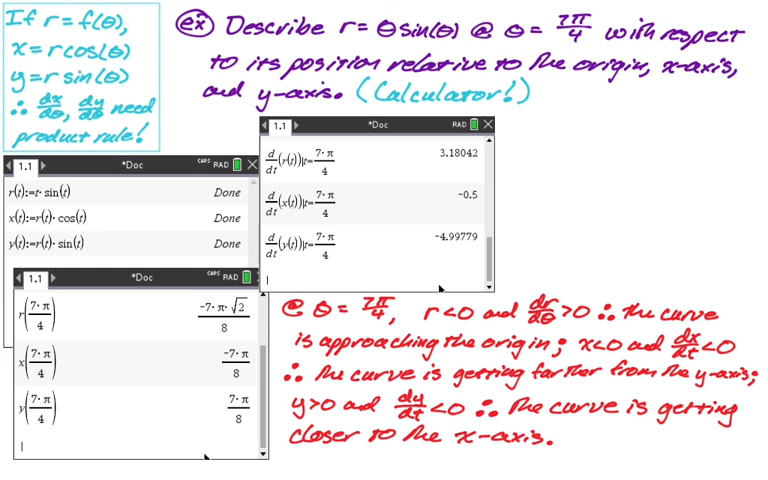 If r = f(θ),
x = r cos(θ)
y = r sin(θ)
∴ dx/dθ, dy/dθ need
product rule!
ex Describe r = θ sin(θ) @ θ = 7π/4 with respect
to its position relative to the origin, x-axis,
and y-axis. (Calculator!)
1.1 *Doc CAPS RAD
r(t):=t· sin(t) Done
x(t):=r(t)· cos(t) Done
y(t):=r(t)· sin(t) Done
1.1 *Doc RAD
d/dt(r(t))|t=7·π/4 3.18042
d/dt(x(t))|t=7·π/4 -0.5
d/dt(y(t))|t=7·π/4 -4.99779
1.1 *Doc CAPS RAD
r(7·π/4) -7·π·√2/8
x(7·π/4) -7·π/8
y(7·π/4) 7·π/8
@ θ = 7π/4, r<0 and dr/dθ>0 ∴ the curve
is approaching the origin; x<0 and dx/dt<0
∴ the curve is getting farther from the y-axis;
y>0 and dy/dt<0 ∴ the curve is getting
closer to the x-axis.